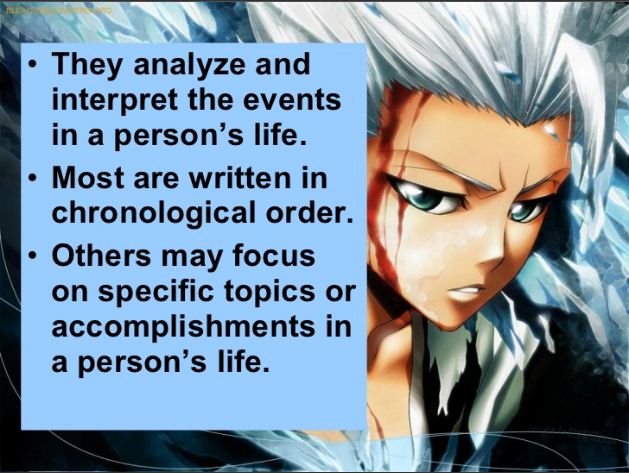 • They analyze and
interpret the events
in a person's life.
• Most are written in
chronological order.
• Others may focus
on specific topics or
accomplishments in
a person's life.